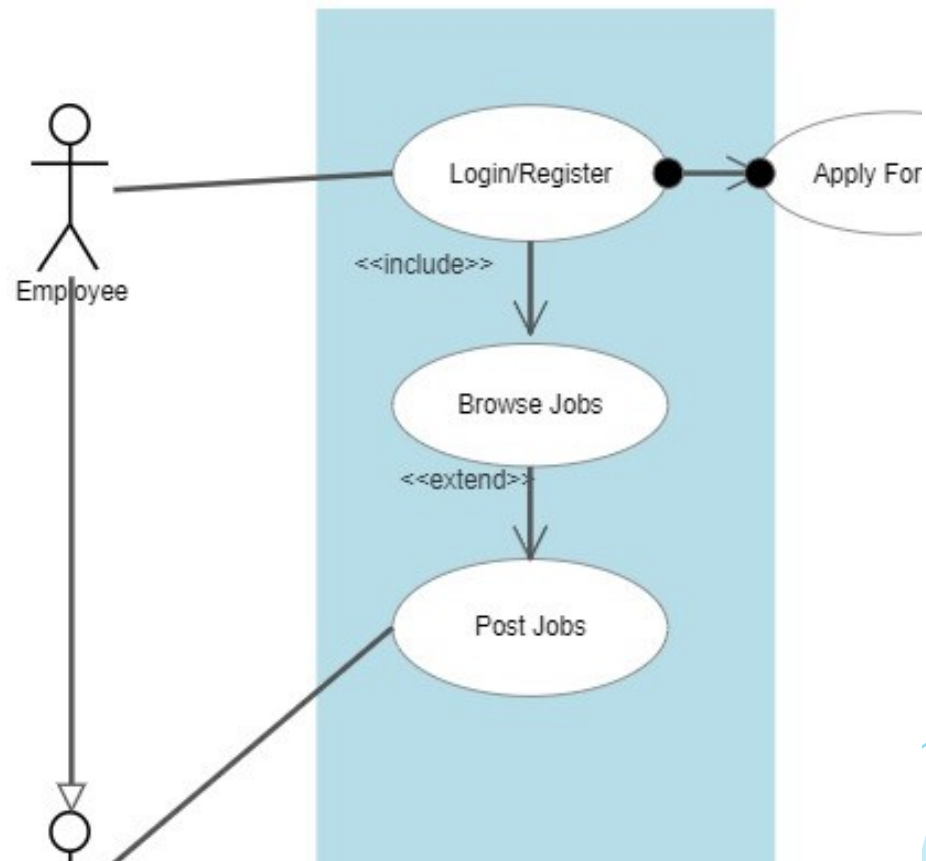 Login/Register
Apply For
<<include>>
Employee
Browse Jobs
<<extend>>
Post Jobs